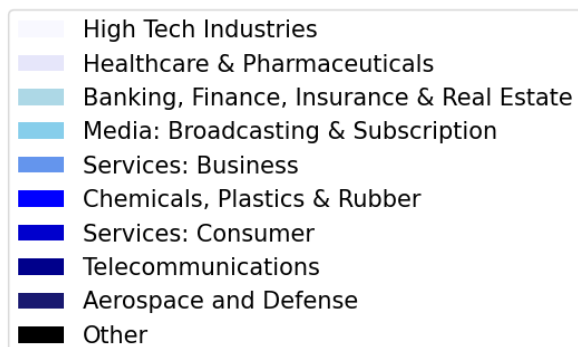 High Tech Industries
Healthcare & Pharmaceuticals
Banking, Finance, Insurance & Real Estate
Media: Broadcasting & Subscription
Services: Business
Chemicals, Plastics & Rubber
Services: Consumer
Telecommunications
Aerospace and Defense
Other